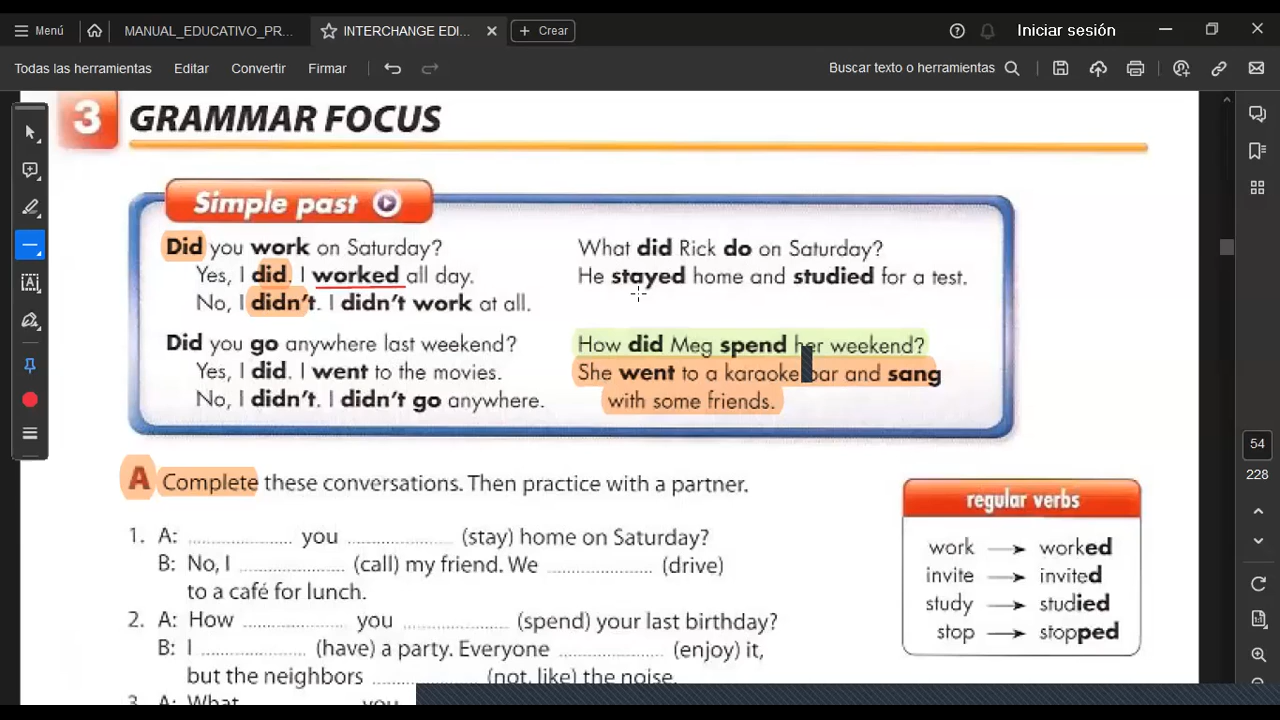 Menú MANUAL_EDUCATIVO_PR... INTERCHANGE EDI... Crear Iniciar sesión
Todas las herramientas Editar Convertir Firmar Buscar texto o herramientas
3 GRAMMAR FOCUS
Simple past
Did you work on Saturday?
Yes, I did. I worked all day.
No, I didn't. I didn't work at all.
Did you go anywhere last weekend?
Yes, I did. I went to the movies.
No, I didn't. I didn't go anywhere.
What did Rick do on Saturday?
He stayed home and studied for a test.
How did Meg spend her weekend?
She went to a karaoke bar and sang
with some friends.
A Complete these conversations. Then practice with a partner.
1. A: .................... you .................... (stay) home on Saturday?
B: No, I .................... (call) my friend. We .................... (drive)
to a café for lunch.
2. A: How .................... you .................... (spend) your last birthday?
B: I .................... (have) a party. Everyone .................... (enjoy) it,
but the neighbors .................... (not, like) the noise.
3. A: What .................... you
regular verbs
work → worked
invite → invited
study → studied
stop → stopped
54
228